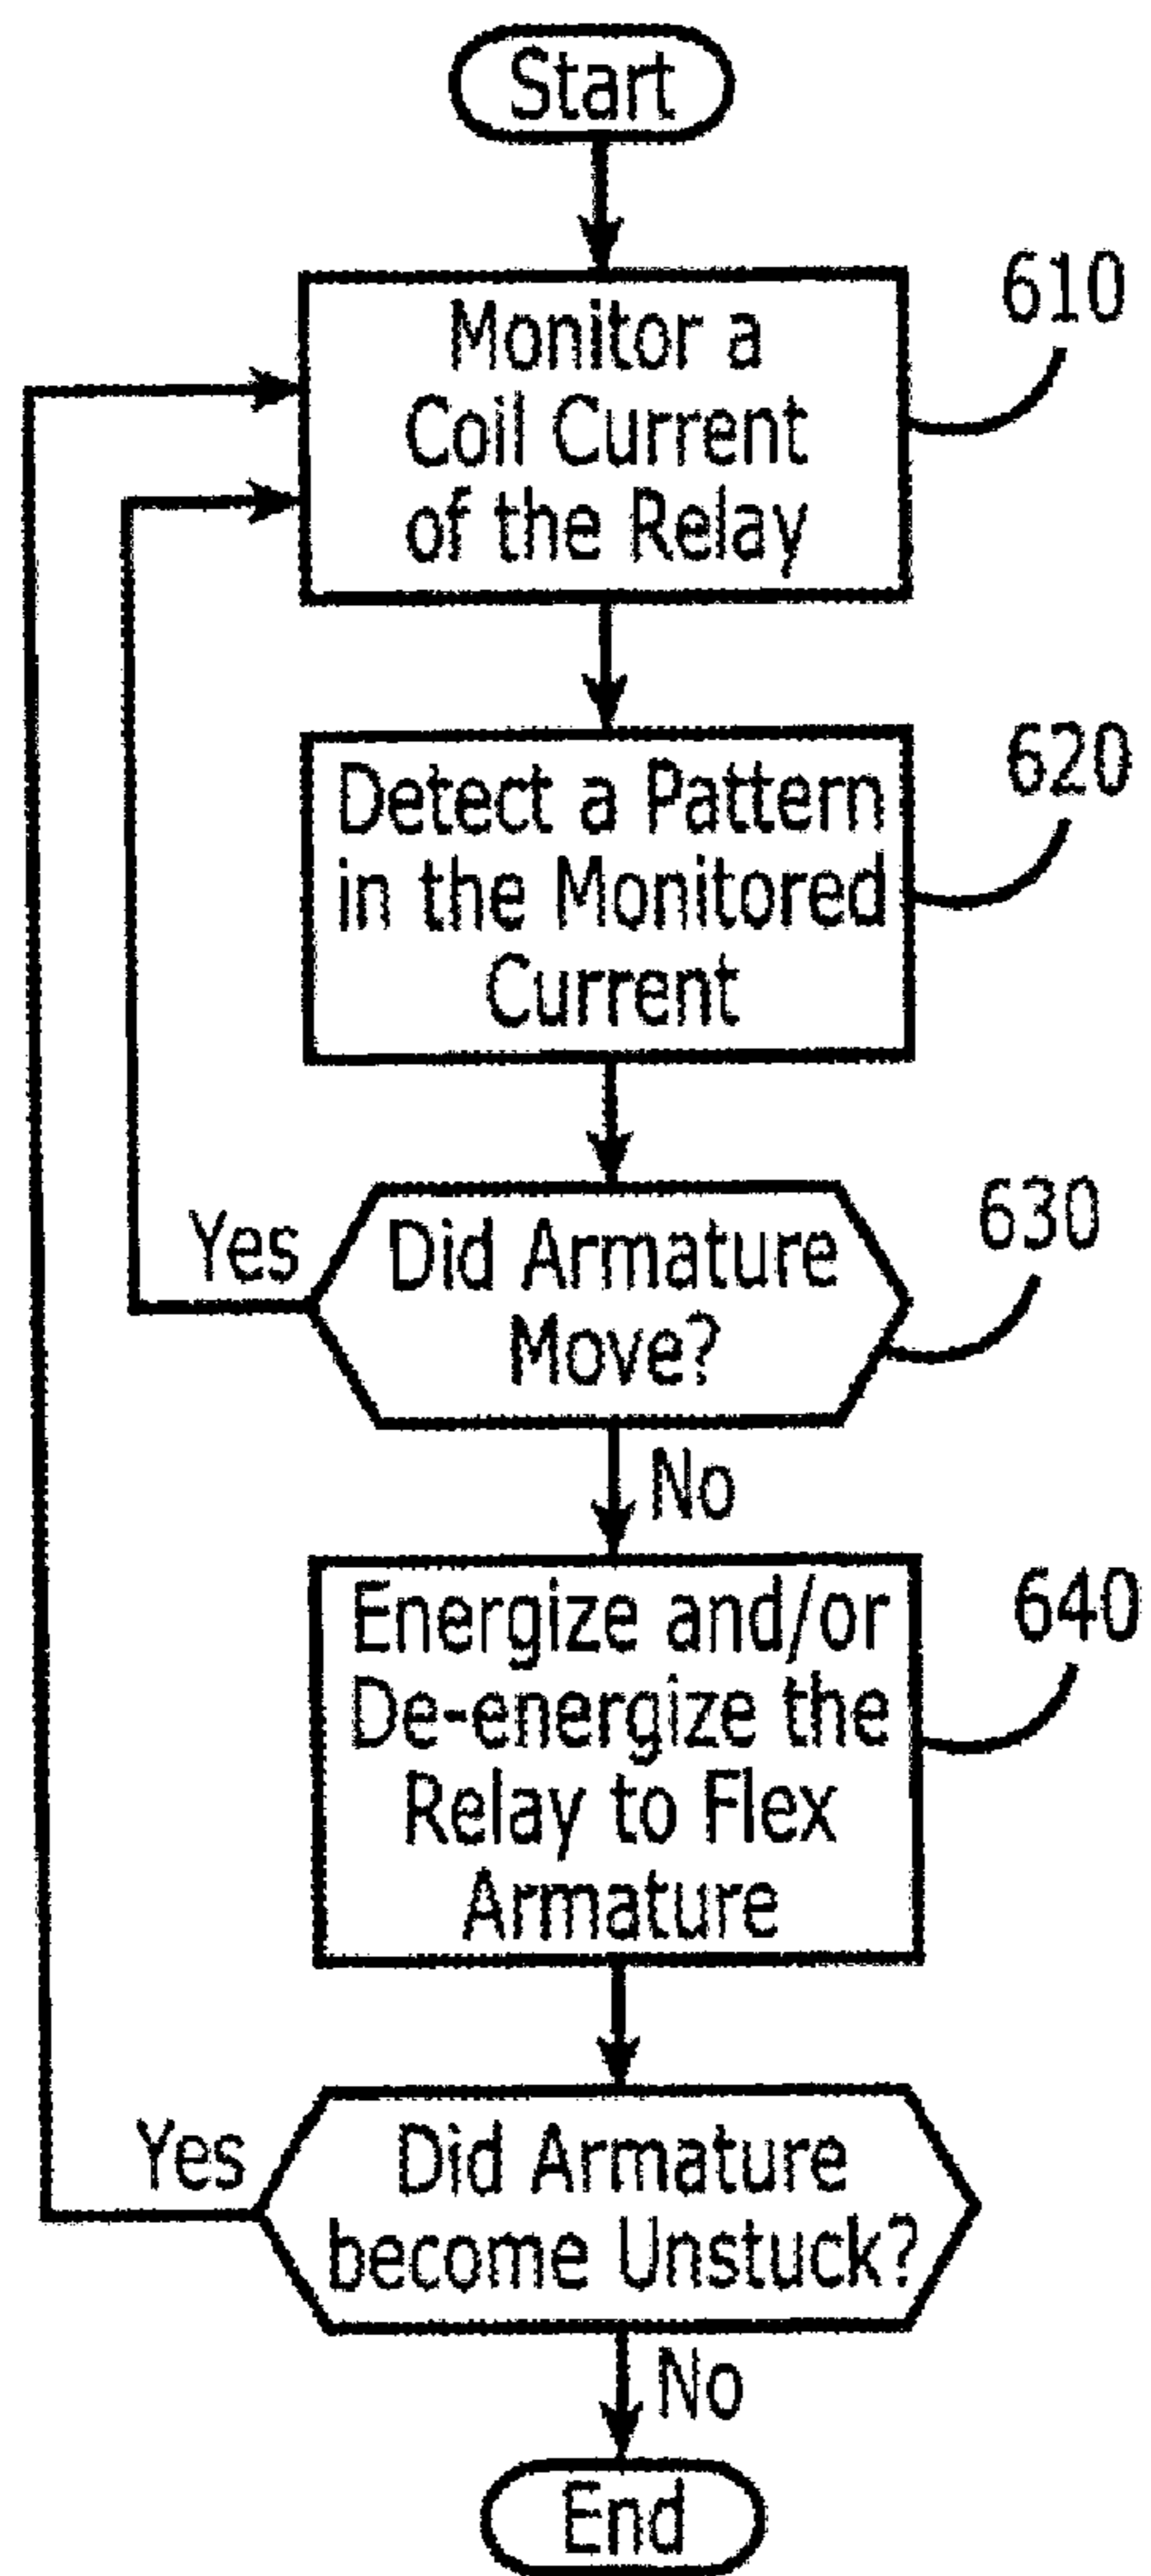 Start
610
Monitor a
Coil Current
of the Relay
620
Detect a Pattern
in the Monitored
Current
630
Yes
Did Armature
Move?
No
640
Energize and/or
De-energize the
Relay to Flex
Armature
Yes
Did Armature
become Unstuck?
No
End